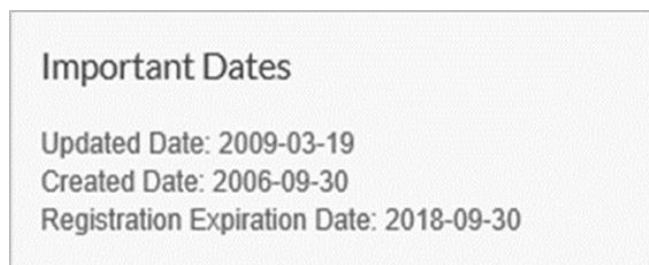 Important Dates
Updated Date: 2009-03-19
Created Date: 2006-09-30
Registration Expiration Date: 2018-09-30